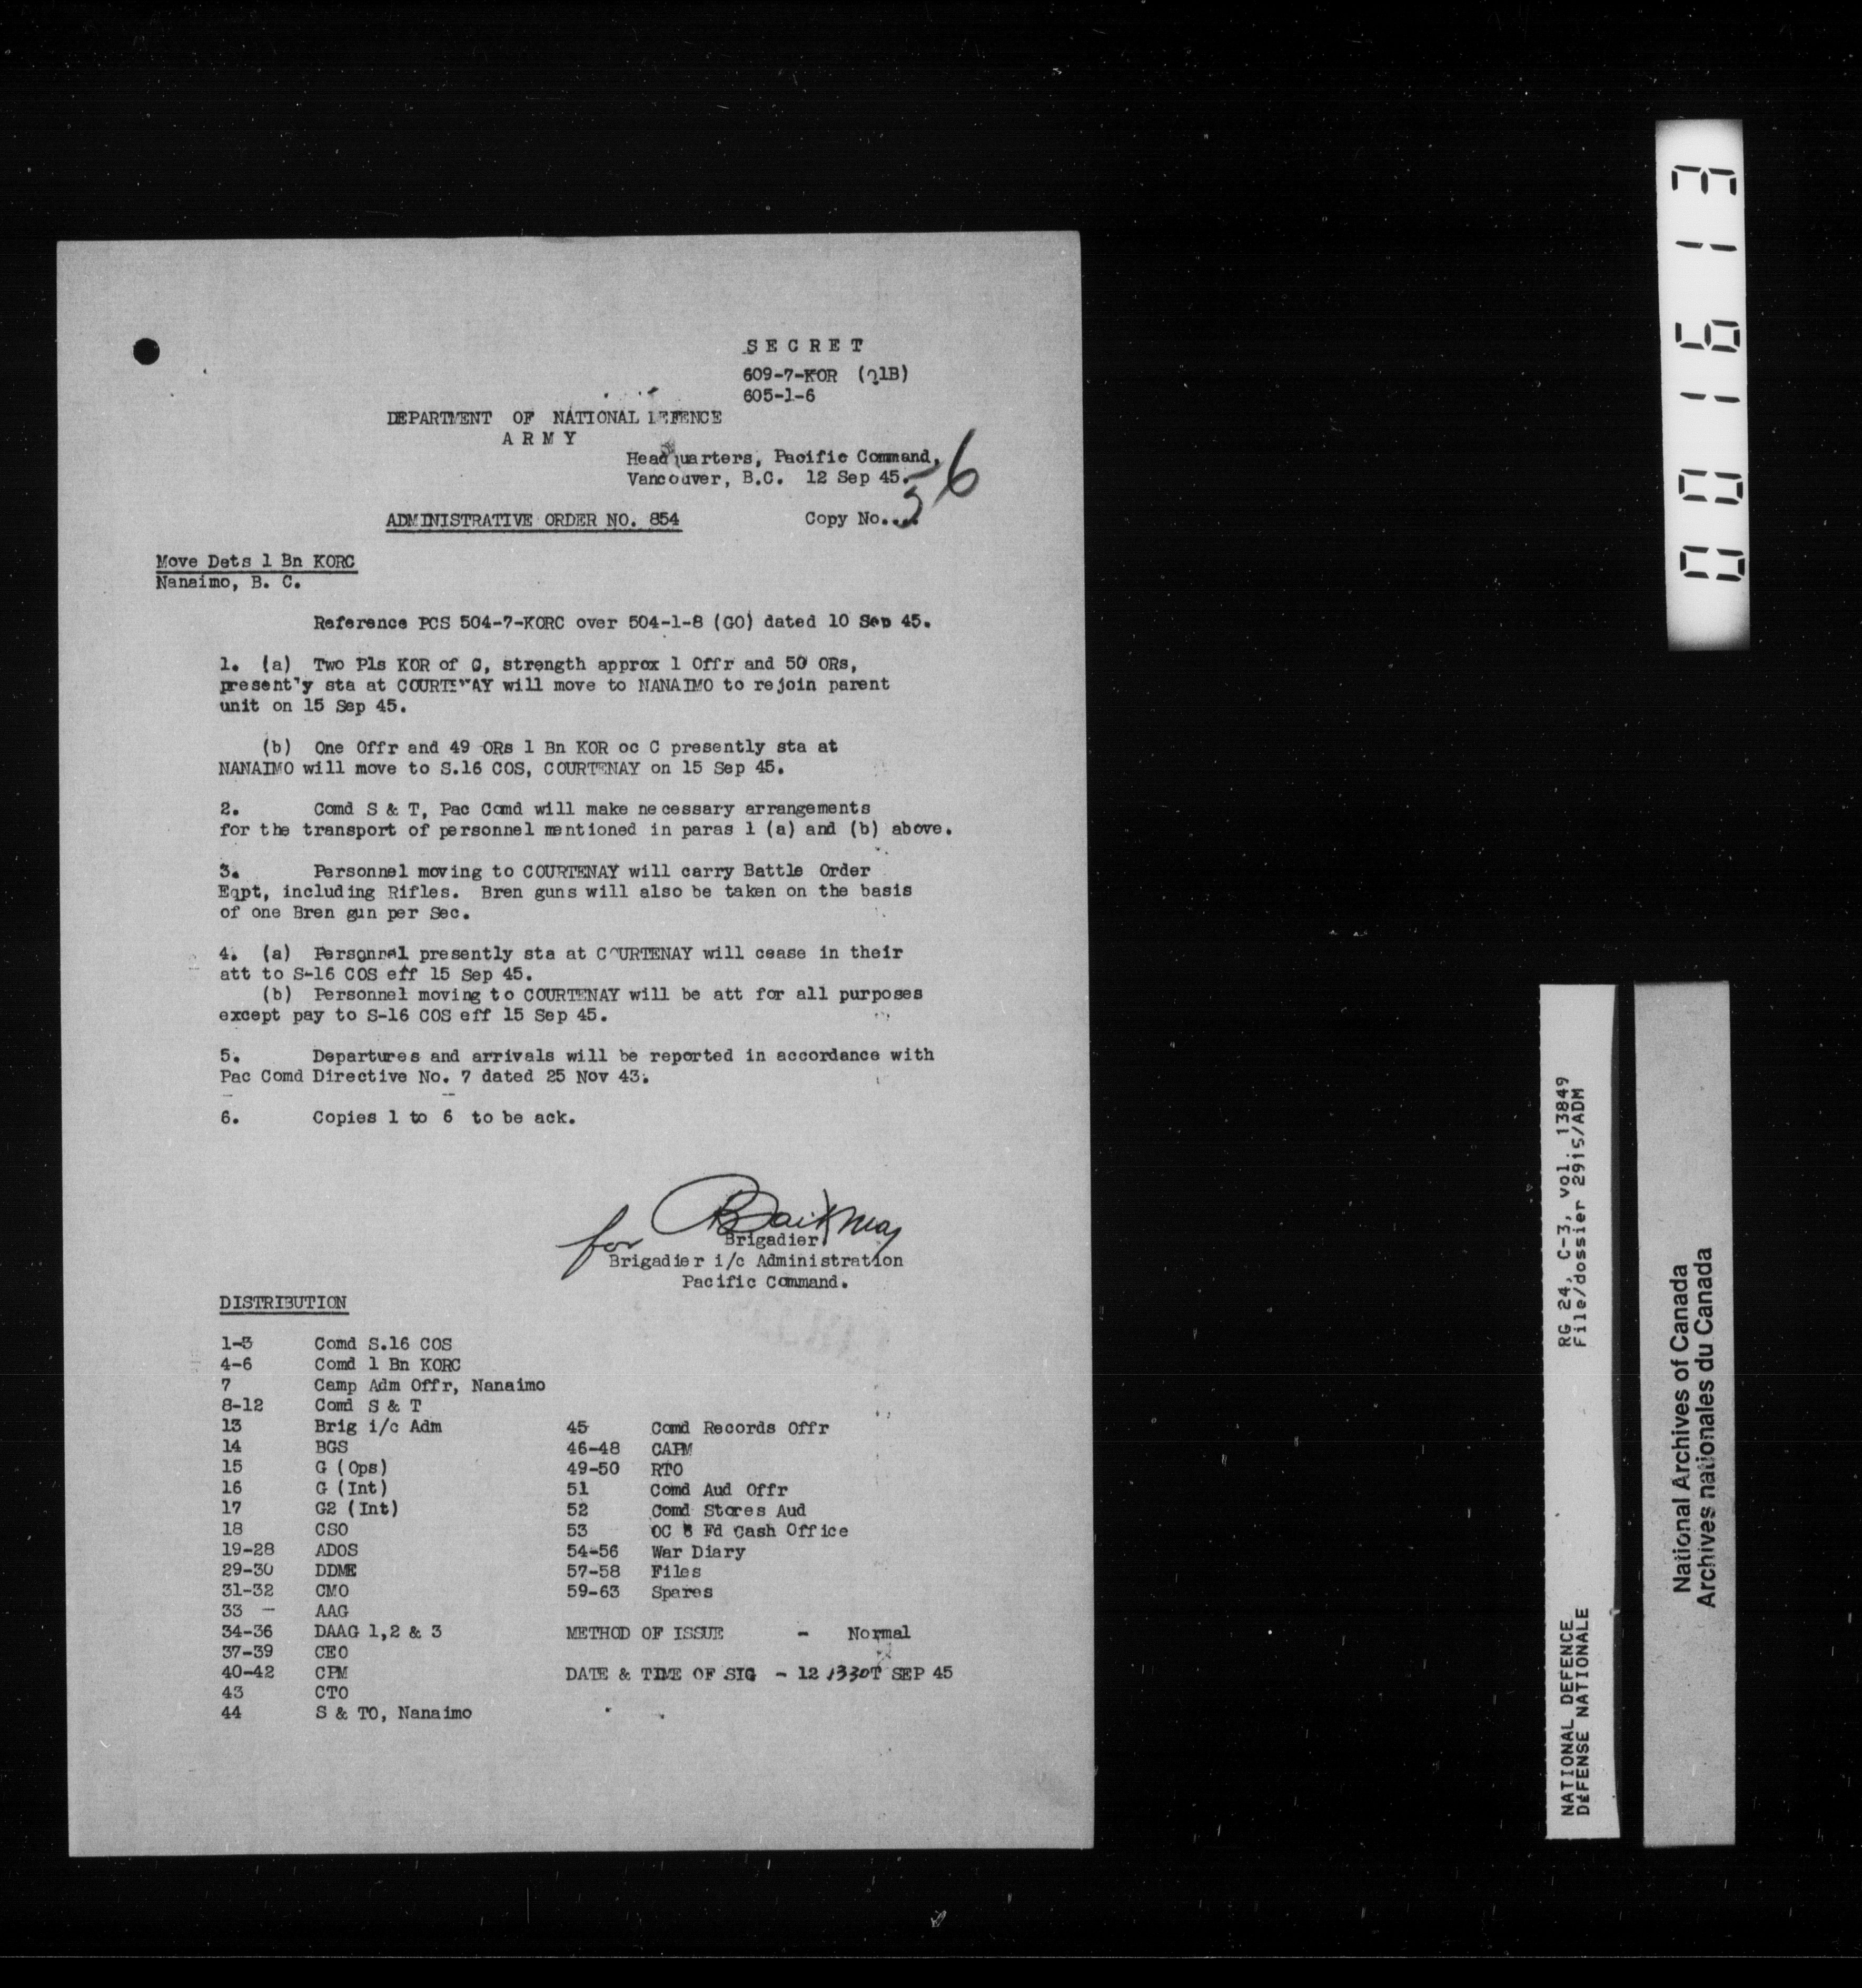 SECRET
609-7-KOR (Q1B)
605-1-6
DEPARTMENT OF NATIONAL DEFENCE
ARMY
Headquarters, Pacific Command,
Vancouver, B.C. 12 Sep 45.
56
ADMINISTRATIVE ORDER NO. 854 Copy No....
Move Dets 1 Bn KORC
Nanaimo, B. C.
Reference PCS 504-7-KORC over 504-1-8 (GO) dated 10 Sep 45.
1. (a) Two Pls KOR of C, strength approx 1 Offr and 50 ORs,
present'y sta at COURTENAY will move to NANAIMO to rejoin parent
unit on 15 Sep 45.
(b) One Offr and 49 ORs 1 Bn KOR oc C presently sta at
NANAIMO will move to S.16 COS, COURTENAY on 15 Sep 45.
2. Comd S & T, Pac Comd will make necessary arrangements
for the transport of personnel mentioned in paras 1 (a) and (b) above.
3. Personnel moving to COURTENAY will carry Battle Order
Eqpt, including Rifles. Bren guns will also be taken on the basis
of one Bren gun per Sec.
4. (a) Personnel presently sta at COURTENAY will cease in their
att to S-16 COS eff 15 Sep 45.
(b) Personnel moving to COURTENAY will be att for all purposes
except pay to S-16 COS eff 15 Sep 45.
5. Departures and arrivals will be reported in accordance with
Pac Comd Directive No. 7 dated 25 Nov 43.
6. Copies 1 to 6 to be ack.
for
Brigadier
Brigadier i/c Administration
Pacific Command.
DISTRIBUTION
1-3 Comd S.16 COS
4-6 Comd 1 Bn KORC
7 Camp Adm Offr, Nanaimo
8-12 Comd S & T
13 Brig i/c Adm
14 BGS
15 G (Ops)
16 G (Int)
17 G2 (Int)
18 CSO
19-28 ADOS
29-30 DDME
31-32 CMO
33 - AAG
34-36 DAAG 1,2 & 3
37-39 CEO
40-42 CPM
43 CTO
44 S & TO, Nanaimo
45 Comd Records Offr
46-48 CAPM
49-50 RTO
51 Comd Aud Offr
52 Comd Stores Aud
53 OC Fd Cash Office
54-56 War Diary
57-58 Files
59-63 Spares
METHOD OF ISSUE - Normal
DATE & TIME OF SIG - 12 1330T SEP 45
001613
RG 24, C-3, vol. 13849
File/dossier 2915/ADM
NATIONAL DEFENCE
DÉFENSE NATIONALE
National Archives of Canada
Archives nationales du Canada